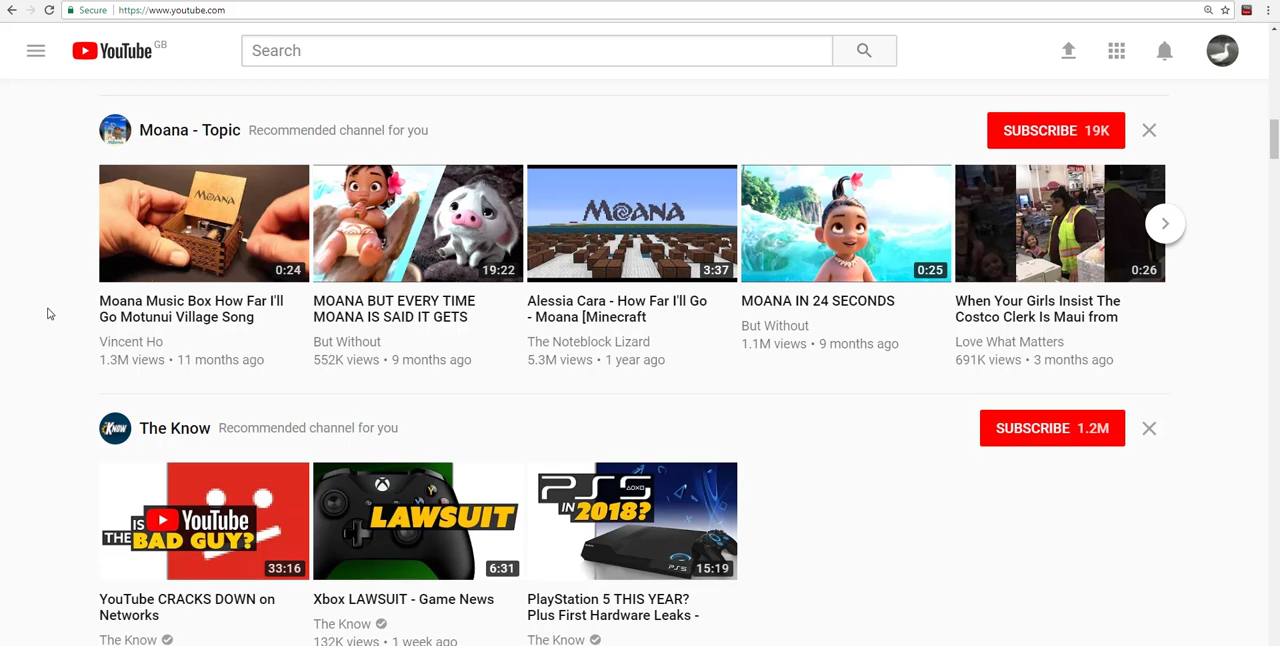 Secure https://www.youtube.com
YouTube GB
Search
Moana - Topic Recommended channel for you
SUBSCRIBE 19K
MOANA
0:24
19:22
MOANA
3:37
0:25
0:26
Moana Music Box How Far I'll
Go Motunui Village Song
Vincent Ho
1.3M views • 11 months ago
MOANA BUT EVERY TIME
MOANA IS SAID IT GETS
But Without
552K views • 9 months ago
Alessia Cara - How Far I'll Go
- Moana [Minecraft
The Noteblock Lizard
5.3M views • 1 year ago
MOANA IN 24 SECONDS
But Without
1.1M views • 9 months ago
When Your Girls Insist The
Costco Clerk Is Maui from
Love What Matters
691K views • 3 months ago
KNOW
The Know Recommended channel for you
SUBSCRIBE 1.2M
IS YouTube
THE BAD GUY?
33:16
LAWSUIT
6:31
PS5
IN 2018?
PS5
15:19
YouTube CRACKS DOWN on
Networks
The Know
Xbox LAWSUIT - Game News
The Know
132K views • 1 week ago
PlayStation 5 THIS YEAR?
Plus First Hardware Leaks -
The Know